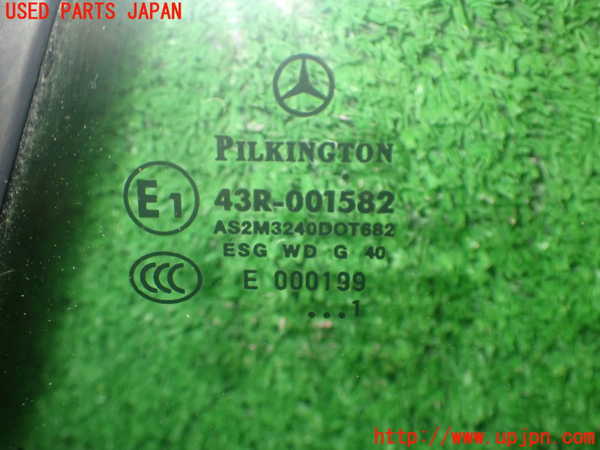 USED PARTS JAPAN
PILKINGTON
E1
43R-001582
AS2M3240DOT682
ESG WD G 40
CCC
E 000199
...1
http://www.upjpn.com